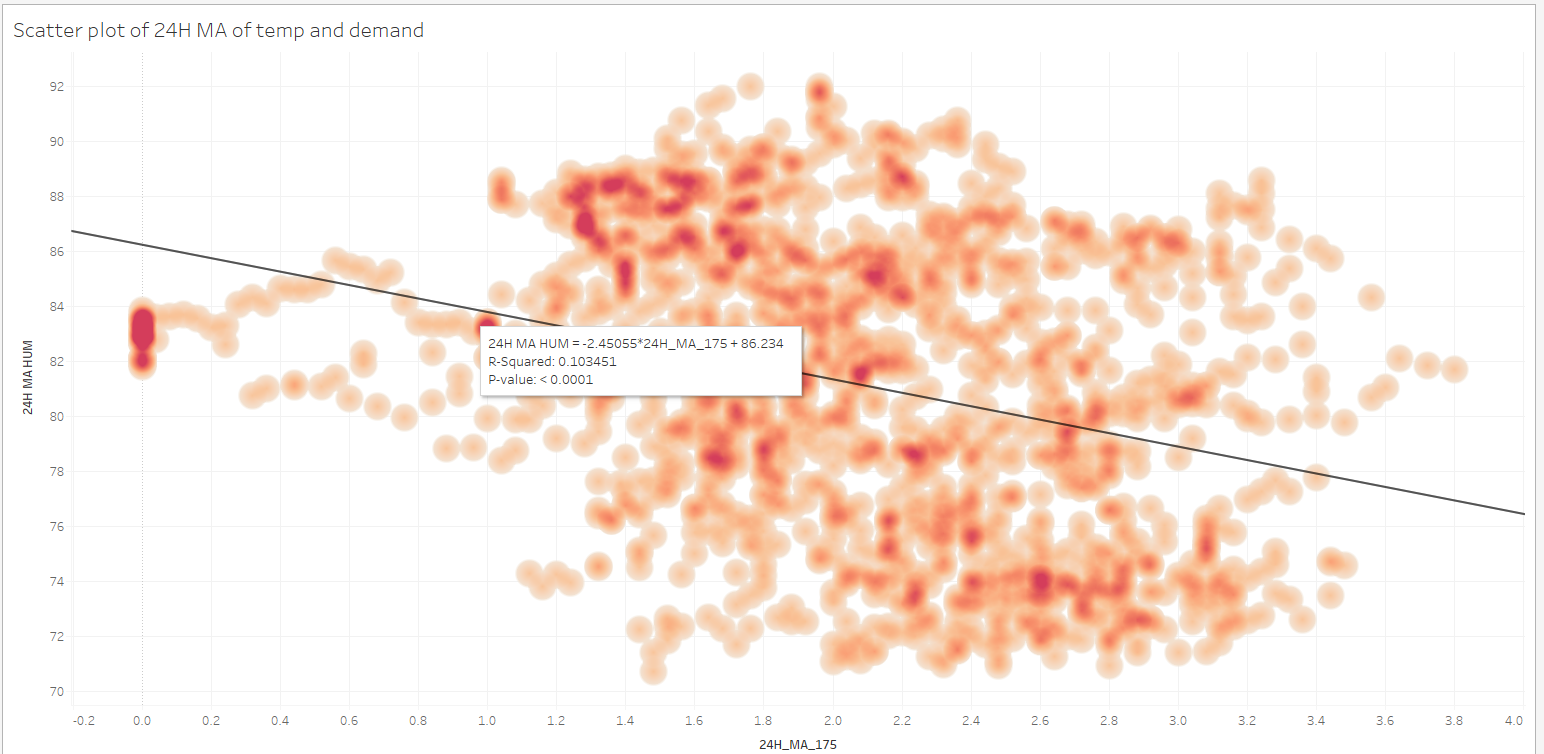 Scatter plot of 24H MA of temp and demand
92
90
88
86
84
82
80
78
76
74
72
70
24H MA HUM
24H MA HUM = -2.45055*24H_MA_175 + 86.234
R-Squared: 0.103451
P-value: < 0.0001
-0.2 0.0 0.2 0.4 0.6 0.8 1.0 1.2 1.4 1.6 1.8 2.0 2.2 2.4 2.6 2.8 3.0 3.2 3.4 3.6 3.8 4.0
24H_MA_175